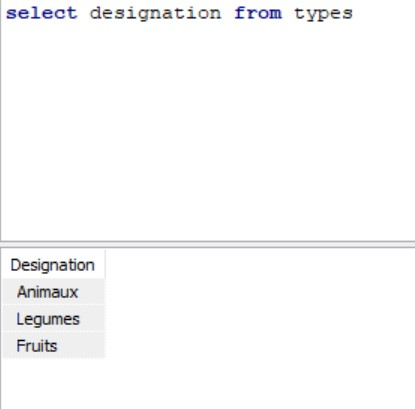 select designation from types
Designation
Animaux
Legumes
Fruits